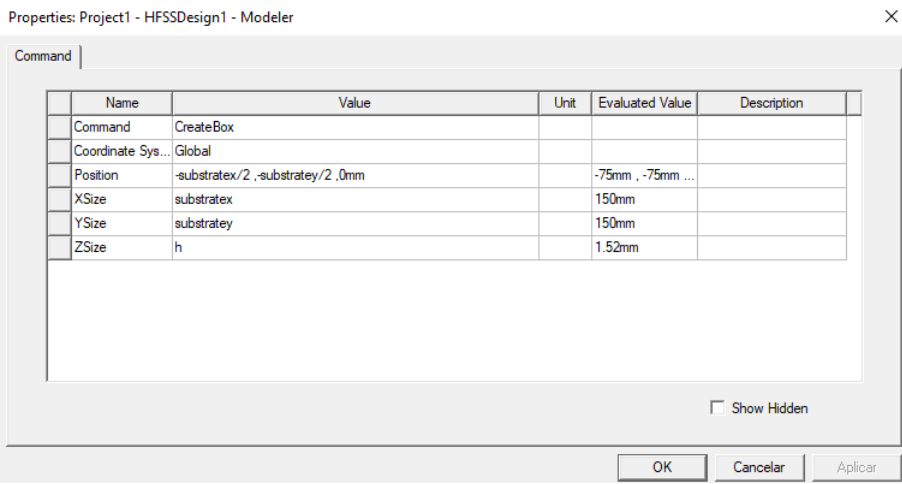 Properties: Project1 - HFSSDesign1 - Modeler
Command
Name Value Unit Evaluated Value Description
Command CreateBox
Coordinate Sys... Global
Position -substratex/2 ,-substratey/2 ,0mm -75mm , -75mm ...
XSize substratex 150mm
YSize substratey 150mm
ZSize h 1.52mm
Show Hidden
OK Cancelar Aplicar